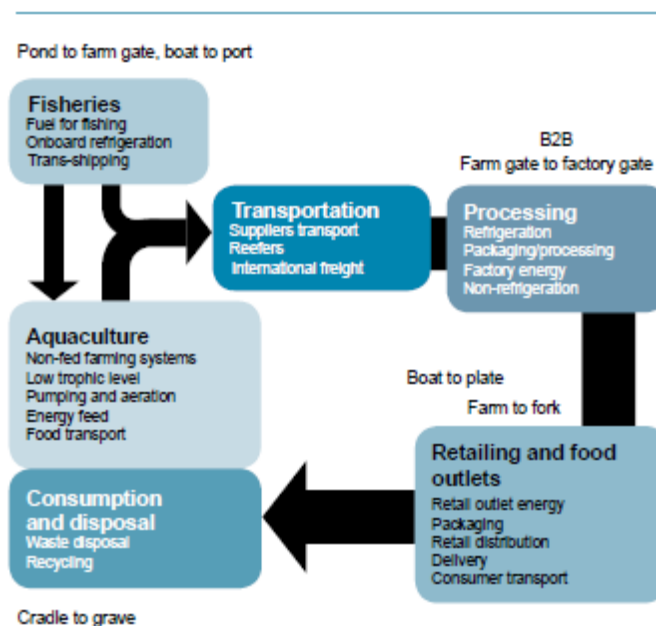 Pond to farm gate, boat to port
Fisheries
Fuel for fishing
Onboard refrigeration
Trans-shipping
B2B
Farm gate to factory gate
Transportation
Suppliers transport
Reefers
International freight
Processing
Refrigeration
Packaging/processing
Factory energy
Non-refrigeration
Aquaculture
Non-fed farming systems
Low trophic level
Pumping and aeration
Energy feed
Food transport
Boat to plate
Farm to fork
Retailing and food
outlets
Retail outlet energy
Packaging
Retail distribution
Delivery
Consumer transport
Consumption
and disposal
Waste disposal
Recycling
Cradle to grave